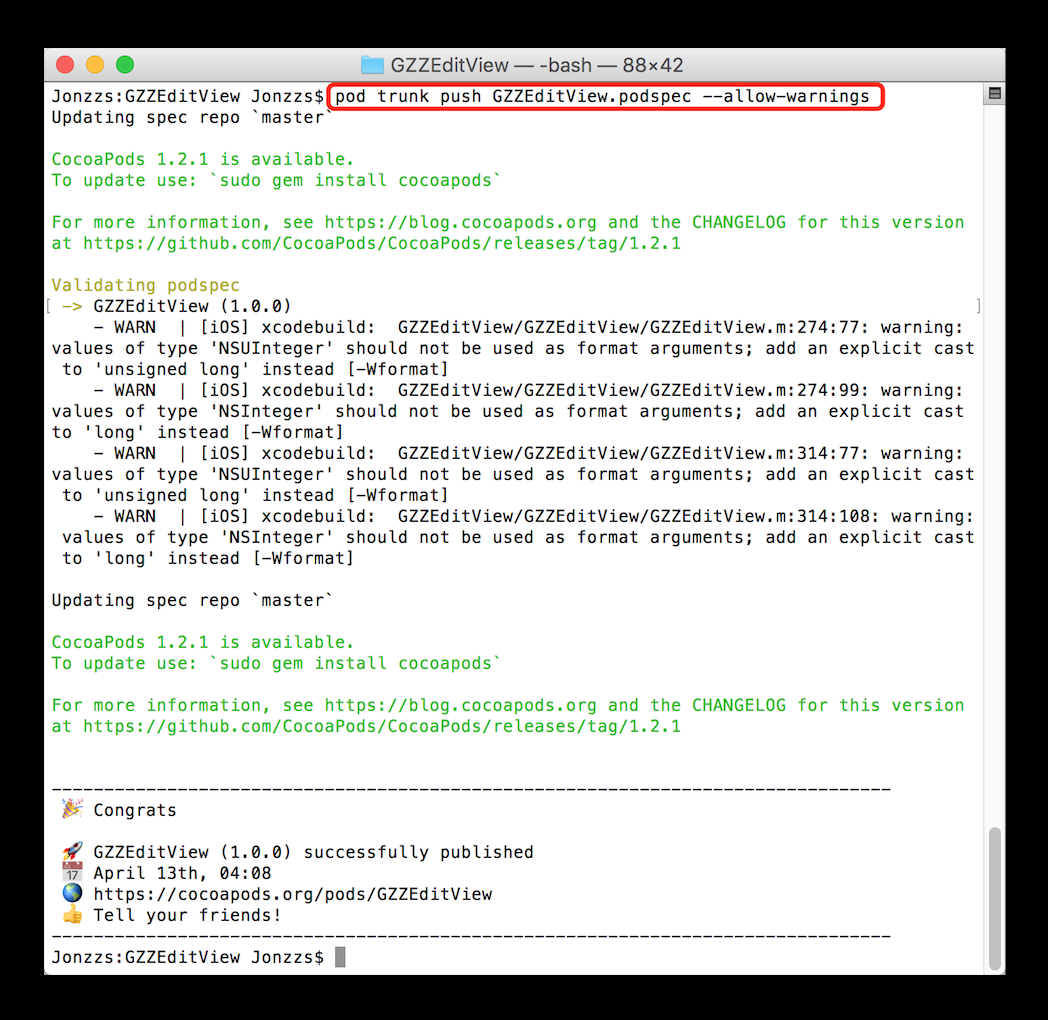 GZZEditView — -bash — 88×42
Jonzzs:GZZEditView Jonzzs$ pod trunk push GZZEditView.podspec --allow-warnings
Updating spec repo `master`
CocoaPods 1.2.1 is available.
To update use: `sudo gem install cocoapods`
For more information, see https://blog.cocoapods.org and the CHANGELOG for this version
at https://github.com/CocoaPods/CocoaPods/releases/tag/1.2.1
Validating podspec
[ -> GZZEditView (1.0.0) ]
- WARN | [iOS] xcodebuild: GZZEditView/GZZEditView/GZZEditView.m:274:77: warning:
values of type 'NSUInteger' should not be used as format arguments; add an explicit cast
to 'unsigned long' instead [-Wformat]
- WARN | [iOS] xcodebuild: GZZEditView/GZZEditView/GZZEditView.m:274:99: warning:
values of type 'NSInteger' should not be used as format arguments; add an explicit cast
to 'long' instead [-Wformat]
- WARN | [iOS] xcodebuild: GZZEditView/GZZEditView/GZZEditView.m:314:77: warning:
values of type 'NSUInteger' should not be used as format arguments; add an explicit cast
to 'unsigned long' instead [-Wformat]
- WARN | [iOS] xcodebuild: GZZEditView/GZZEditView/GZZEditView.m:314:108: warning:
values of type 'NSInteger' should not be used as format arguments; add an explicit cast
to 'long' instead [-Wformat]
Updating spec repo `master`
CocoaPods 1.2.1 is available.
To update use: `sudo gem install cocoapods`
For more information, see https://blog.cocoapods.org and the CHANGELOG for this version
at https://github.com/CocoaPods/CocoaPods/releases/tag/1.2.1
--------------------------------------------------------------------------------
🎉 Congrats
🚀 GZZEditView (1.0.0) successfully published
📅 April 13th, 04:08
🌎 https://cocoapods.org/pods/GZZEditView
👍 Tell your friends!
--------------------------------------------------------------------------------
Jonzzs:GZZEditView Jonzzs$